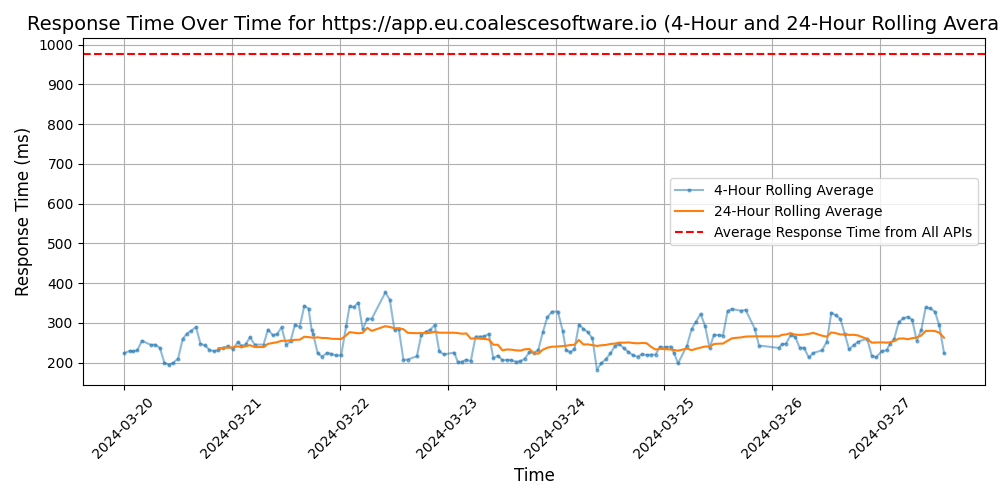 Response Time Over Time for https://app.eu.coalescesoftware.io (4-Hour and 24-Hour Rolling Avera
1000
900
800
700
600
500
400
300
200
Response Time (ms)
4-Hour Rolling Average
24-Hour Rolling Average
Average Response Time from All APIs
2024-03-20
2024-03-21
2024-03-22
2024-03-23
2024-03-24
2024-03-25
2024-03-26
2024-03-27
Time